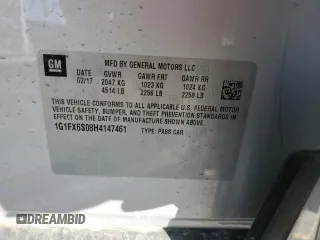 GM
MFD BY GENERAL MOTORS LLC
DATE GVWR GAWR FRT GAWR RR
02/17 2047 KG 1023 KG 1024 KG
4514 LB 2256 LB 2258 LB
THIS VEHICLE CONFORMS TO ALL APPLICABLE U.S. FEDERAL MOTOR
VEHICLE SAFETY, BUMPER, AND THEFT PREVENTION STANDARDS IN
EFFECT ON THE DATE OF MANUFACTURE SHOWN ABOVE.
1G1FX6S08H4147461 TYPE: PASS CAR
DREAMBID